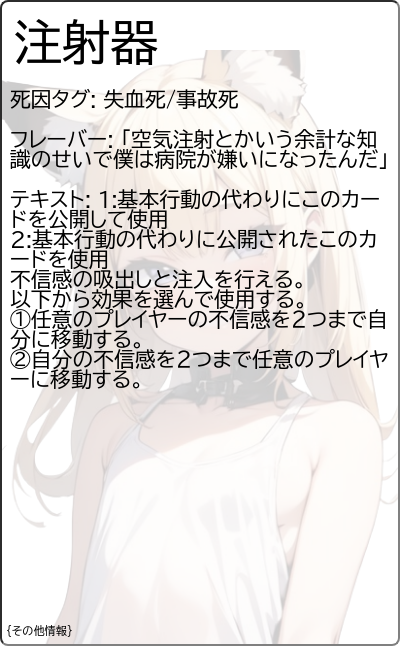 注射器
死因タグ: 失血死/事故死
フレーバー: 「空気注射とかいう余計な知
識のせいで僕は病院が嫌いになったんだ」
テキスト: 1:基本行動の代わりにこのカー
ドを公開して使用
2:基本行動の代わりに公開されたこのカ
ードを使用
不信感の吸出しと注入を行える。
以下から効果を選んで使用する。
①任意のプレイヤーの不信感を2つまで自
分に移動する。
②自分の不信感を2つまで任意のプレイヤ
ーに移動する。
{その他情報}